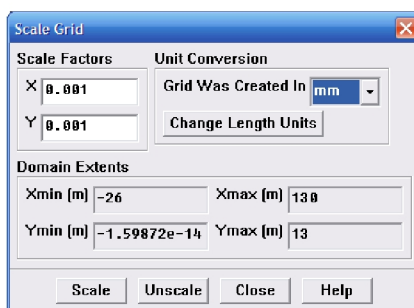 Scale Grid
Scale Factors Unit Conversion
X 0.001 Grid Was Created In mm
Y 0.001 Change Length Units
Domain Extents
Xmin (m) -26 Xmax (m) 130
Ymin (m) -1.59872e-14 Ymax (m) 13
Scale Unscale Close Help